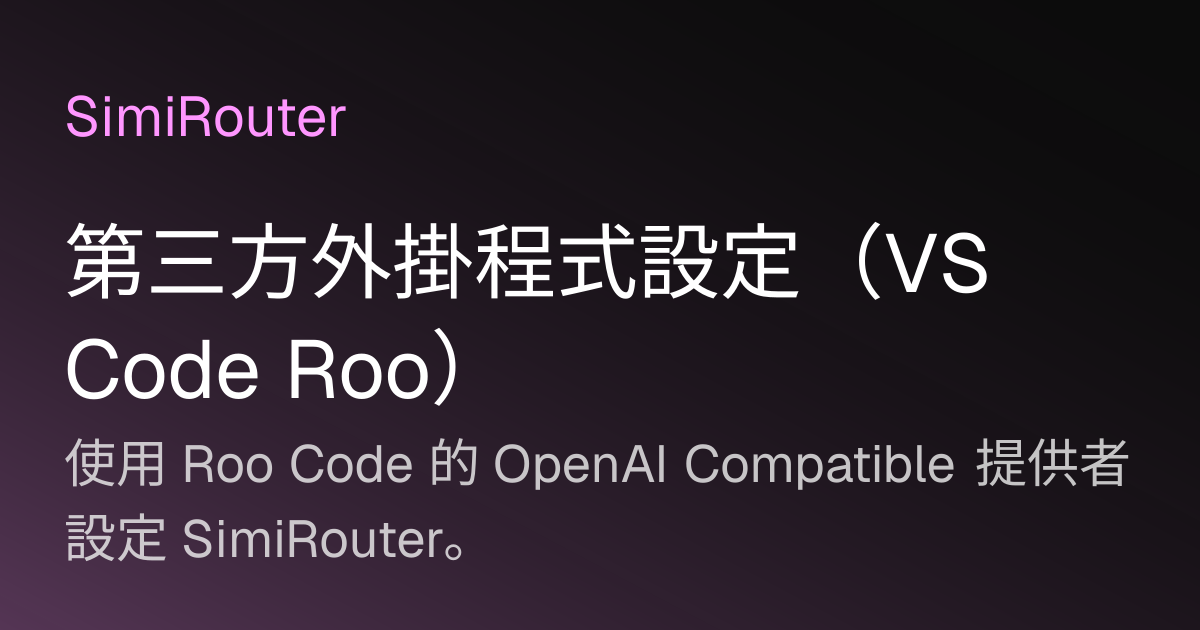 SimiRouter
第三方外掛程式設定（VS
Code Roo）
使用 Roo Code 的 OpenAI Compatible 提供者
設定 SimiRouter。